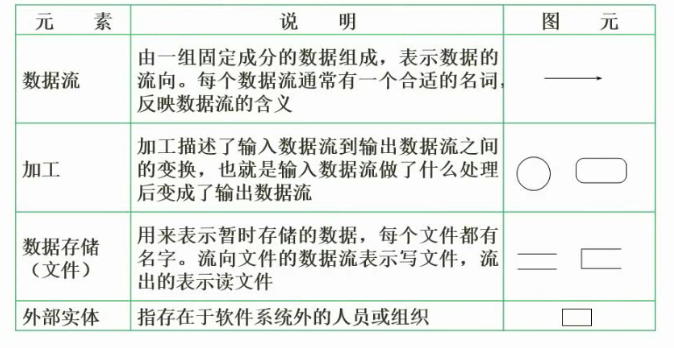 元 素 说 明 图 元
数据流
由一组固定成分的数据组成，表示数据的
流向。每个数据流通常有一个合适的名词，
反映数据流的含义
加工
加工描述了输入数据流到输出数据流之间
的变换，也就是输入数据流做了什么处理
后变成了输出数据流
数据存储
（文件）
用来表示暂时存储的数据，每个文件都有
名字。流向文件的数据流表示写文件，流
出的表示读文件
外部实体 指存在于软件系统外的人员或组织